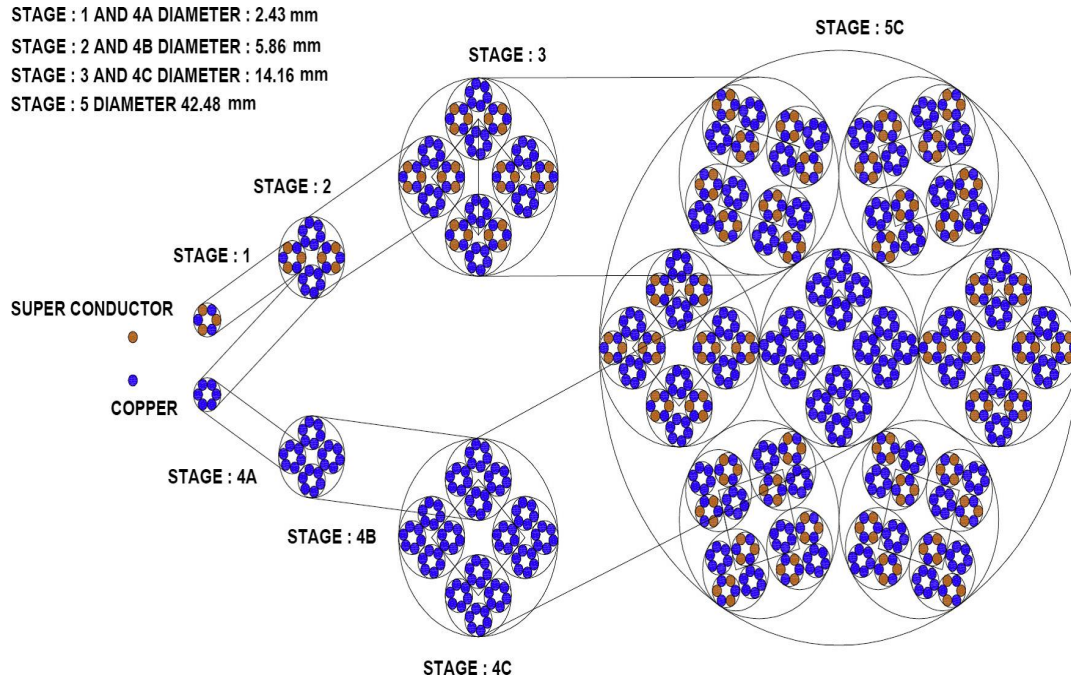 STAGE : 1 AND 4A DIAMETER : 2.43 mm
STAGE : 2 AND 4B DIAMETER : 5.86 mm
STAGE : 3 AND 4C DIAMETER : 14.16 mm
STAGE : 5 DIAMETER 42.48 mm
STAGE : 5C
STAGE : 3
STAGE : 2
STAGE : 1
SUPER CONDUCTOR
COPPER
STAGE : 4A
STAGE : 4B
STAGE : 4C